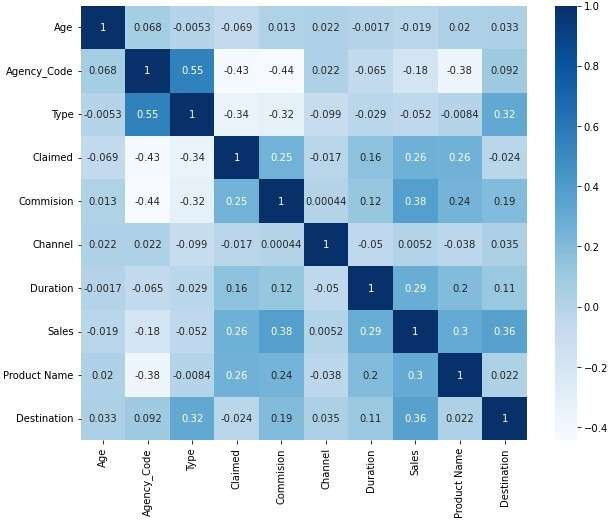 Age 1 0.068 -0.0053 -0.069 0.013 0.022 -0.0017 -0.019 0.02 0.033
Agency_Code 0.068 1 0.55 -0.43 -0.44 0.022 -0.065 -0.18 -0.38 0.092
Type -0.0053 0.55 1 -0.34 -0.32 -0.099 -0.029 -0.052 -0.0084 0.32
Claimed -0.069 -0.43 -0.34 1 0.25 -0.017 0.16 0.26 0.26 -0.024
Commision 0.013 -0.44 -0.32 0.25 1 0.00044 0.12 0.38 0.24 0.19
Channel 0.022 0.022 -0.099 -0.017 0.00044 1 -0.05 0.0052 -0.038 0.035
Duration -0.0017 -0.065 -0.029 0.16 0.12 -0.05 1 0.29 0.2 0.11
Sales -0.019 -0.18 -0.052 0.26 0.38 0.0052 0.29 1 0.3 0.36
Product Name 0.02 -0.38 -0.0084 0.26 0.24 -0.038 0.2 0.3 1 0.022
Destination 0.033 0.092 0.32 -0.024 0.19 0.035 0.11 0.36 0.022 1
Age
Agency_Code
Type
Claimed
Commision
Channel
Duration
Sales
Product Name
Destination
1.0
0.8
0.6
0.4
0.2
0.0
−0.2
−0.4